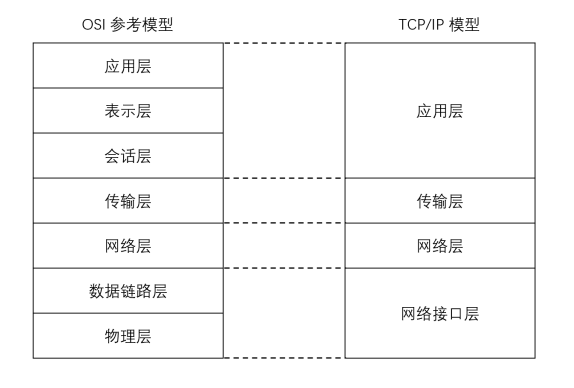 OSI 参考模型
TCP/IP 模型
应用层
表示层
会话层
传输层
网络层
数据链路层
物理层
应用层
传输层
网络层
网络接口层